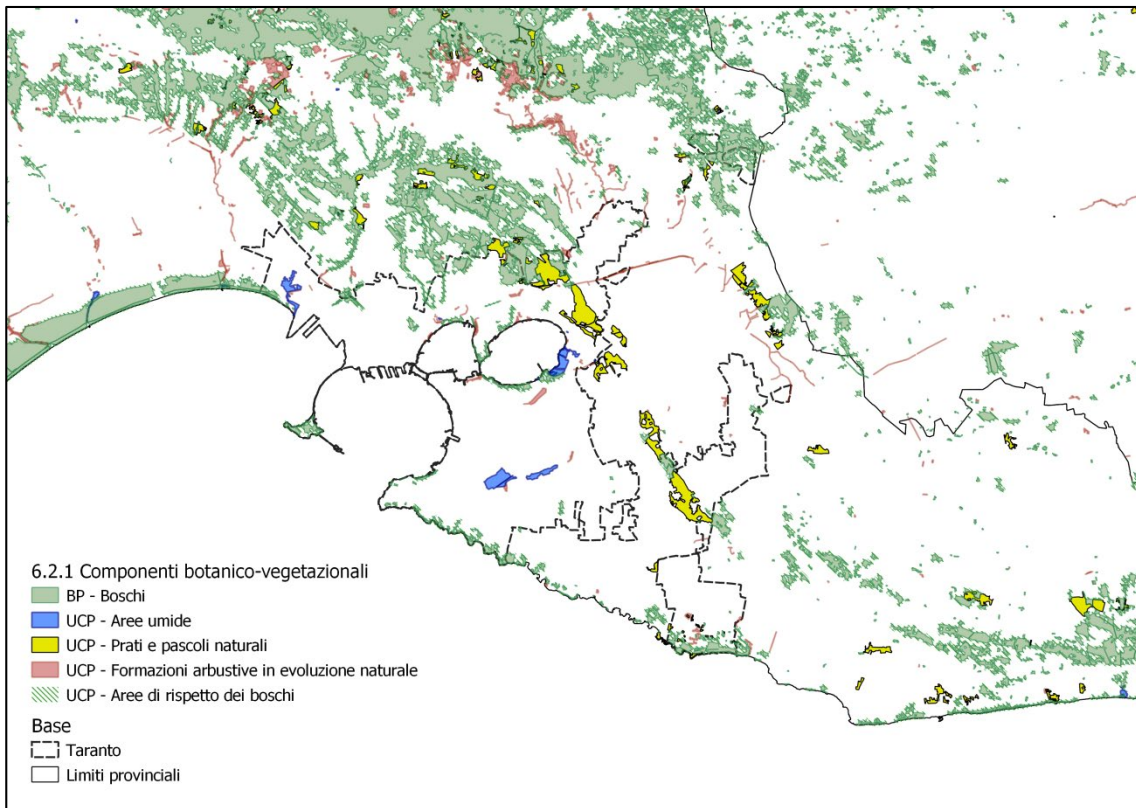 6.2.1 Componenti botanico-vegetazionali
BP - Boschi
UCP - Aree umide
UCP - Prati e pascoli naturali
UCP - Formazioni arbustive in evoluzione naturale
UCP - Aree di rispetto dei boschi
Base
Taranto
Limiti provinciali